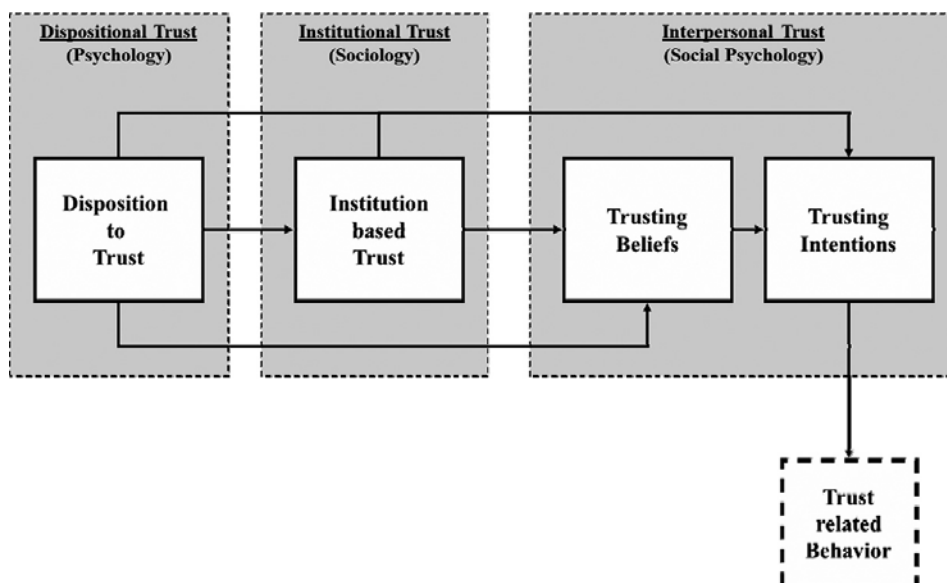 Dispositional Trust
(Psychology)
Institutional Trust
(Sociology)
Interpersonal Trust
(Social Psychology)
Disposition
to
Trust
Institution
based
Trust
Trusting
Beliefs
Trusting
Intentions
Trust
related
Behavior